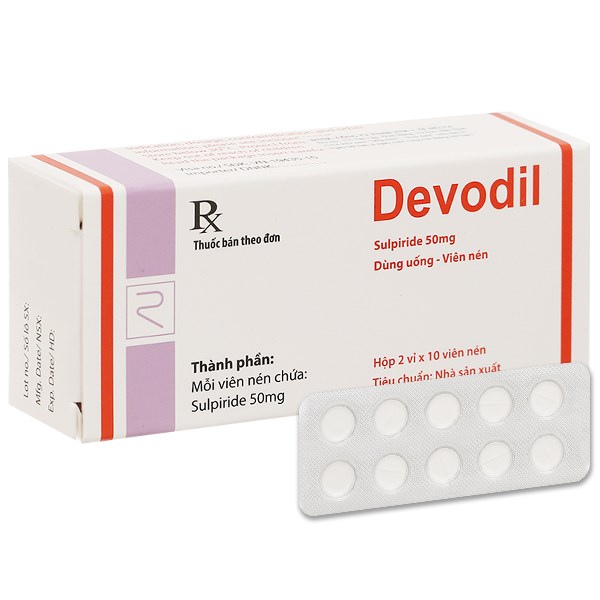 Devodil
Sulpiride 50mg
Dùng uống - Viên nén
Hộp 2 vỉ x 10 viên nén
Tiêu chuẩn: Nhà sản xuất
Rx
Thuốc bán theo đơn
Thành phần:
Mỗi viên nén chứa:
Sulpiride 50mg
Lot no./ Số lô SX:
Mfg. Date/ NSX:
Exp. Date/ HD: